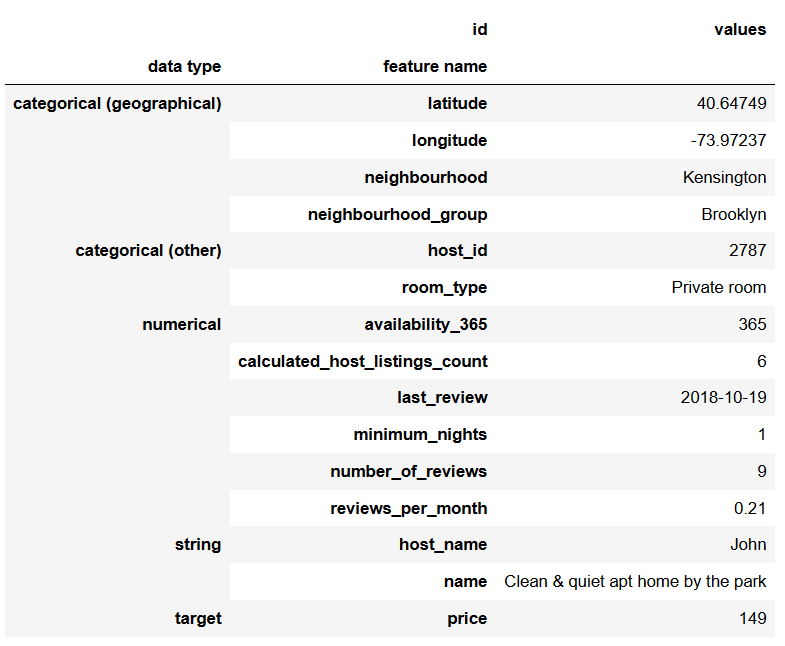 id values
data type feature name
categorical (geographical) latitude 40.64749
longitude -73.97237
neighbourhood Kensington
neighbourhood_group Brooklyn
categorical (other) host_id 2787
room_type Private room
numerical availability_365 365
calculated_host_listings_count 6
last_review 2018-10-19
minimum_nights 1
number_of_reviews 9
reviews_per_month 0.21
string host_name John
name Clean & quiet apt home by the park
target price 149